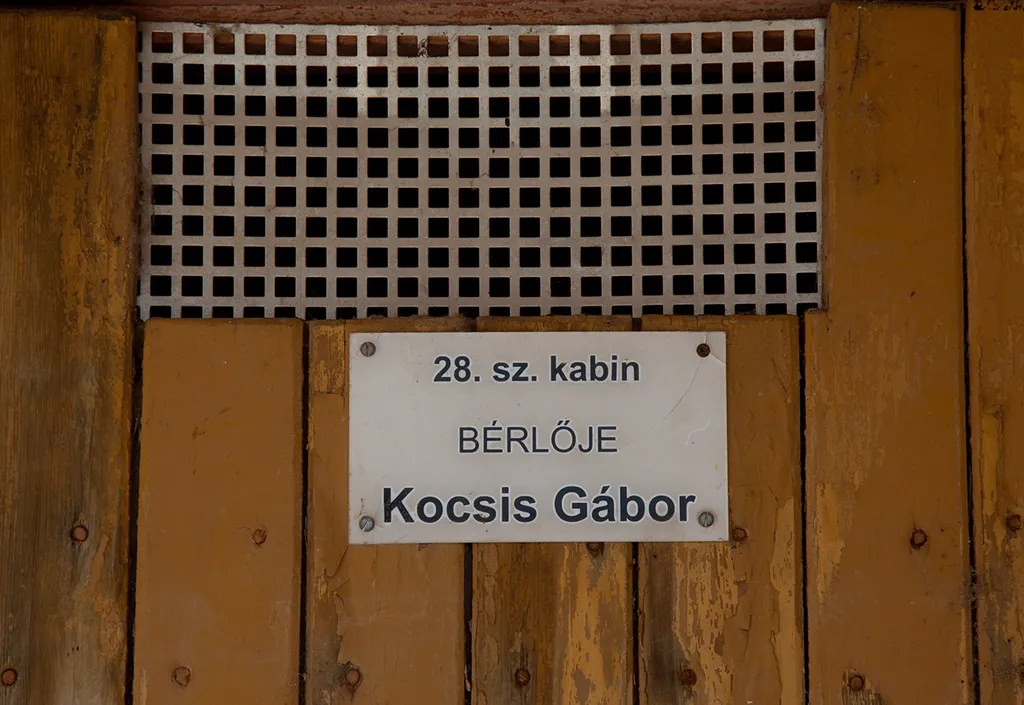 28. sz. kabin
BÉRLŐJE
Kocsis Gábor